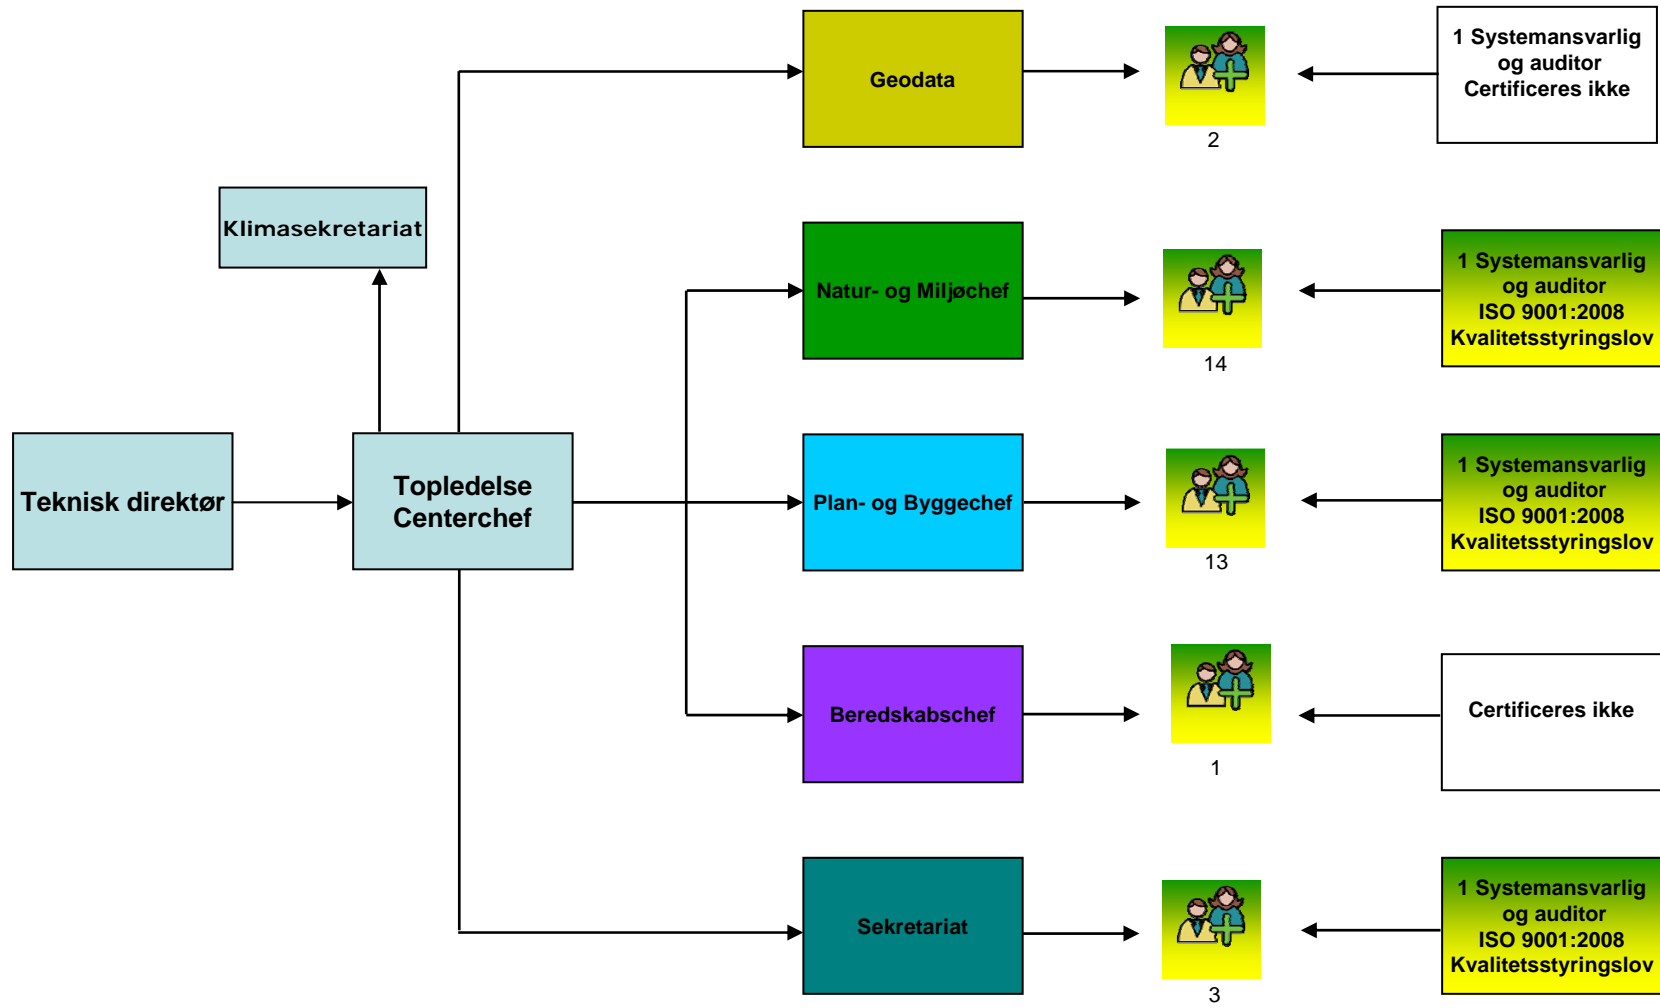 Geodata
2
1 Systemansvarlig
og auditor
Certificeres ikke
Klimasekretariat
Natur- og Miljøchef
14
1 Systemansvarlig
og auditor
ISO 9001:2008
Kvalitetsstyringslov
Teknisk direktør
Topledelse
Centerchef
Plan- og Byggechef
13
1 Systemansvarlig
og auditor
ISO 9001:2008
Kvalitetsstyringslov
Beredskabschef
1
Certificeres ikke
Sekretariat
3
1 Systemansvarlig
og auditor
ISO 9001:2008
Kvalitetsstyringslov